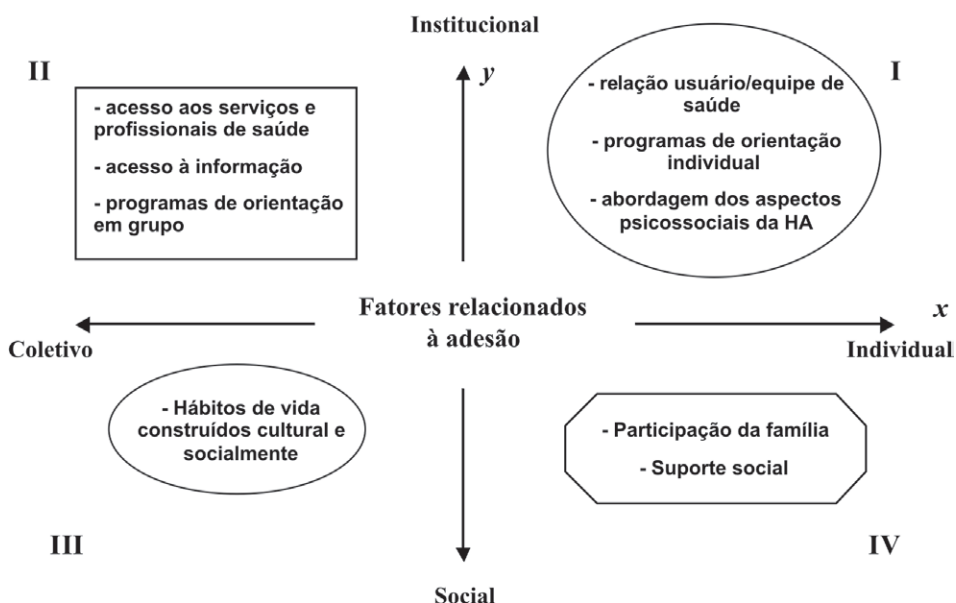 Institucional
II
y
I
- acesso aos serviços e
profissionais de saúde
- acesso à informação
- programas de orientação
em grupo
- relação usuário/equipe de
saúde
- programas de orientação
individual
- abordagem dos aspectos
psicossociais da HA
Fatores relacionados
à adesão
x
Coletivo
Individual
- Hábitos de vida
construídos cultural e
socialmente
- Participação da família
- Suporte social
III
IV
Social